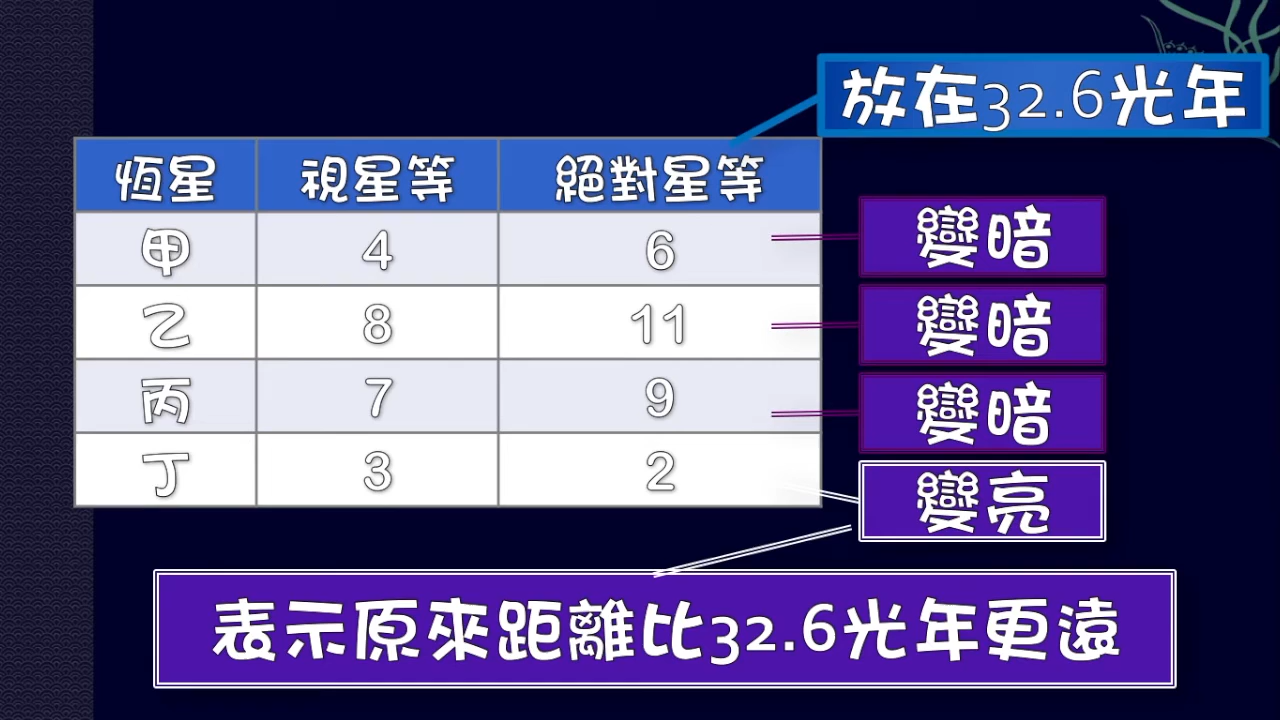 放在32.6光年
恆星 視星等 絕對星等
甲 4 6 變暗
乙 8 11 變暗
丙 7 9 變暗
丁 3 2 變亮
表示原來距離比32.6光年更遠